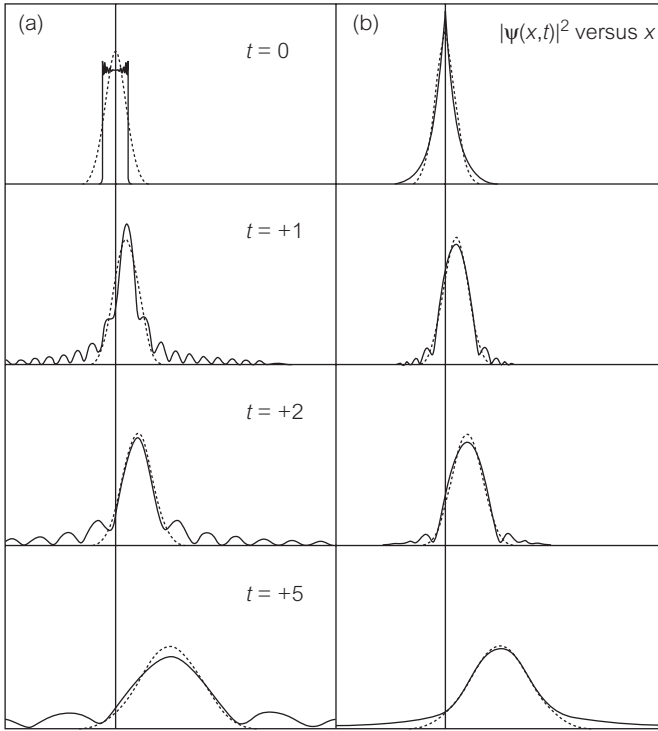 (a)
t = 0
(b)
|ψ(x,t)|² versus x
t = +1
t = +2
t = +5